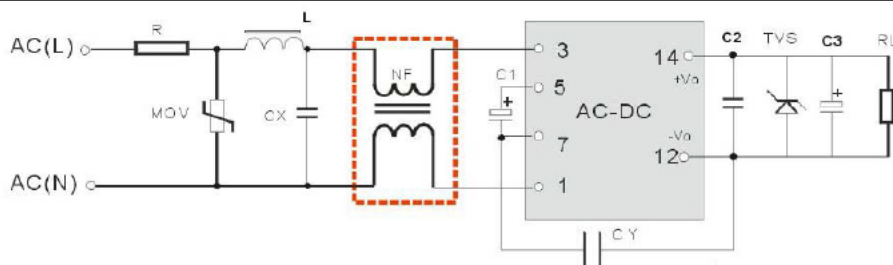 L
R
AC(L)
3
14
C2
TVS
C3
RL
NF
C1
5
+Vo
MOV
CX
AC-DC
7
-Vo
12
AC(N)
1
CY